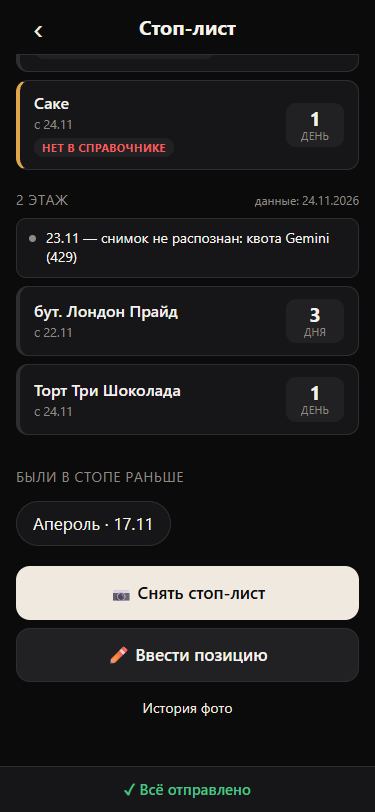 Стоп-лист
Саке
с 24.11
НЕТ В СПРАВОЧНИКЕ
1
ДЕНЬ
2 ЭТАЖ
данные: 24.11.2026
23.11 — снимок не распознан: квота Gemini
(429)
бут. Лондон Прайд
с 22.11
3
ДНЯ
Торт Три Шоколада
с 24.11
1
ДЕНЬ
БЫЛИ В СТОПЕ РАНЬШЕ
Апероль · 17.11
Снять стоп-лист
Ввести позицию
История фото
✓ Всё отправлено